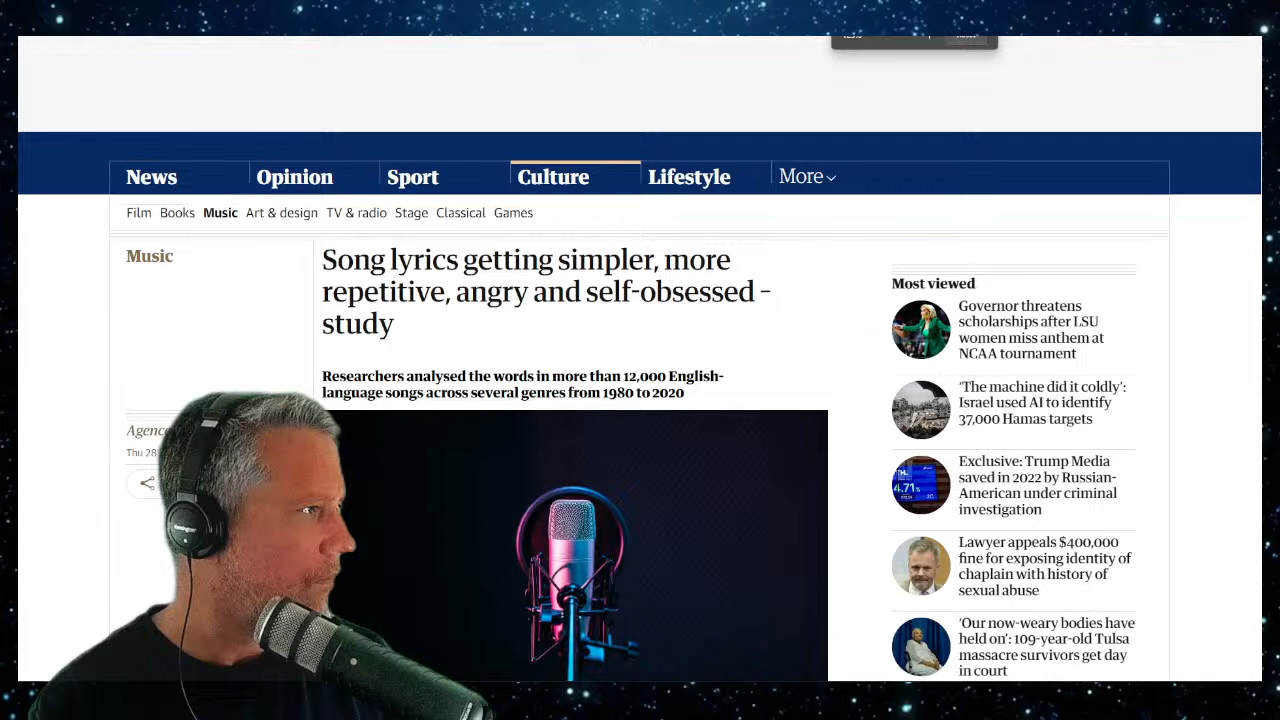 News
Opinion
Sport
Culture
Lifestyle
More
Film
Books
Music
Art & design
TV & radio
Stage
Classical
Games
Music
Song lyrics getting simpler, more
repetitive, angry and self-obsessed –
study
Researchers analysed the words in more than 12,000 English-
language songs across several genres from 1980 to 2020
Thu 28
Most viewed
Governor threatens
scholarships after LSU
women miss anthem at
NCAA tournament
‘The machine did it coldly’:
Israel used AI to identify
37,000 Hamas targets
4.71
Exclusive: Trump Media
saved in 2022 by Russian-
American under criminal
investigation
Lawyer appeals $400,000
fine for exposing identity of
chaplain with history of
sexual abuse
‘Our now-weary bodies have
held on’: 109-year-old Tulsa
massacre survivors get day
in court